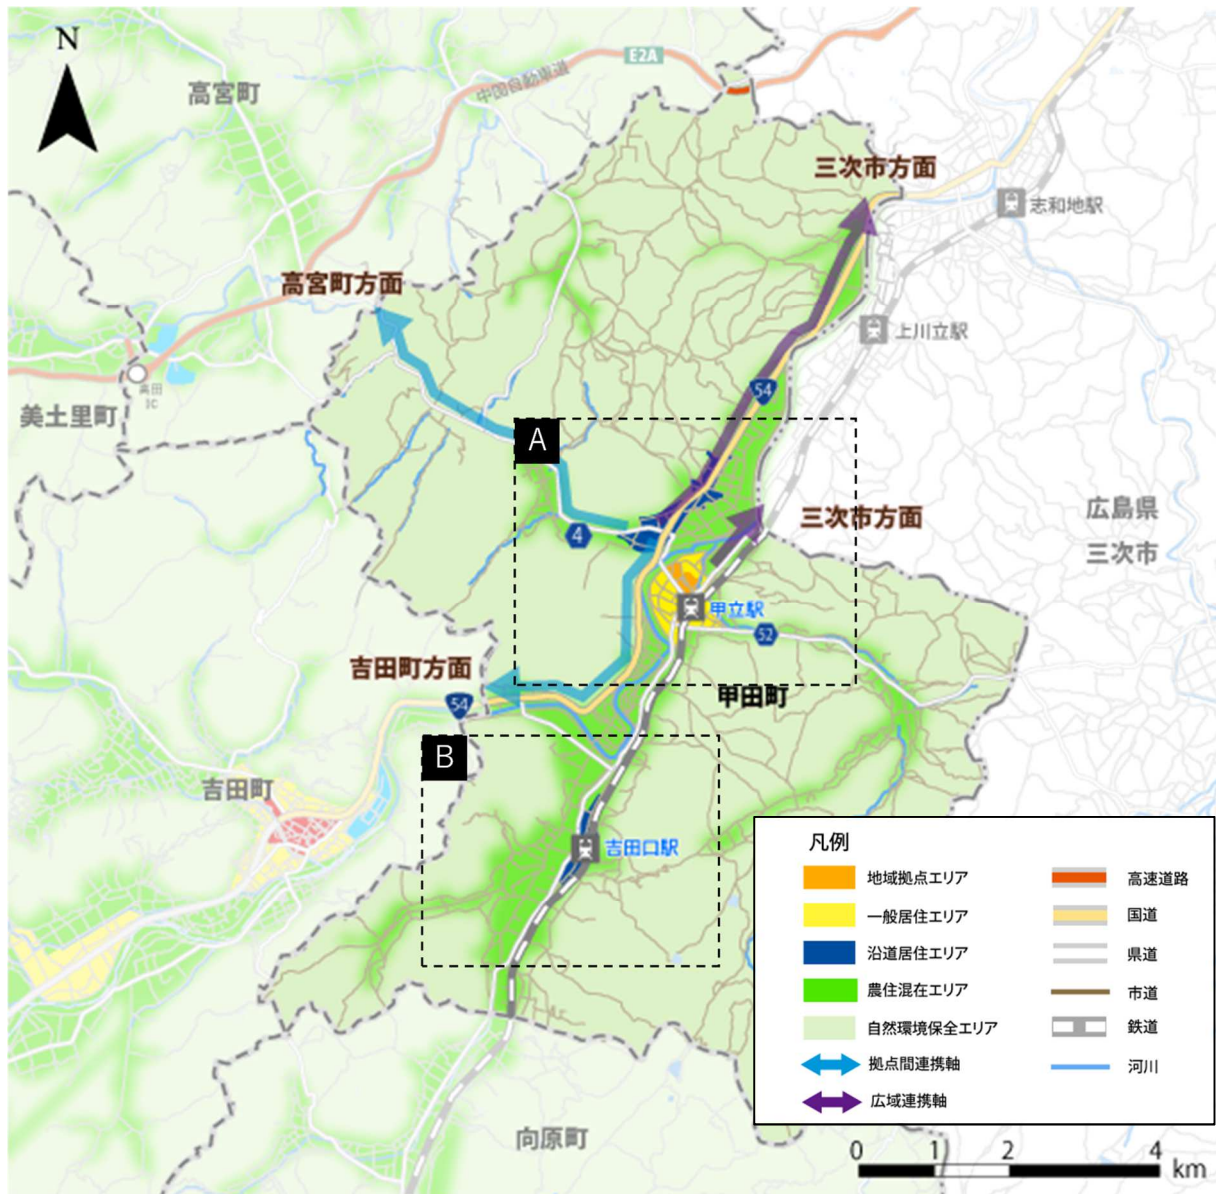 N
E2A
中国自動車道
高宮町
三次市方面
志和地駅
高宮町方面
上川立駅
高田
IC
美土里町
54
A
広島県
三次市
三次市方面
4
甲立駅
52
吉田町方面
甲田町
54
B
吉田町
吉田口駅
凡例
地域拠点エリア
高速道路
一般居住エリア
国道
沿道居住エリア
県道
農住混在エリア
市道
自然環境保全エリア
鉄道
拠点間連携軸
河川
広域連携軸
向原町
0 1 2 4
km